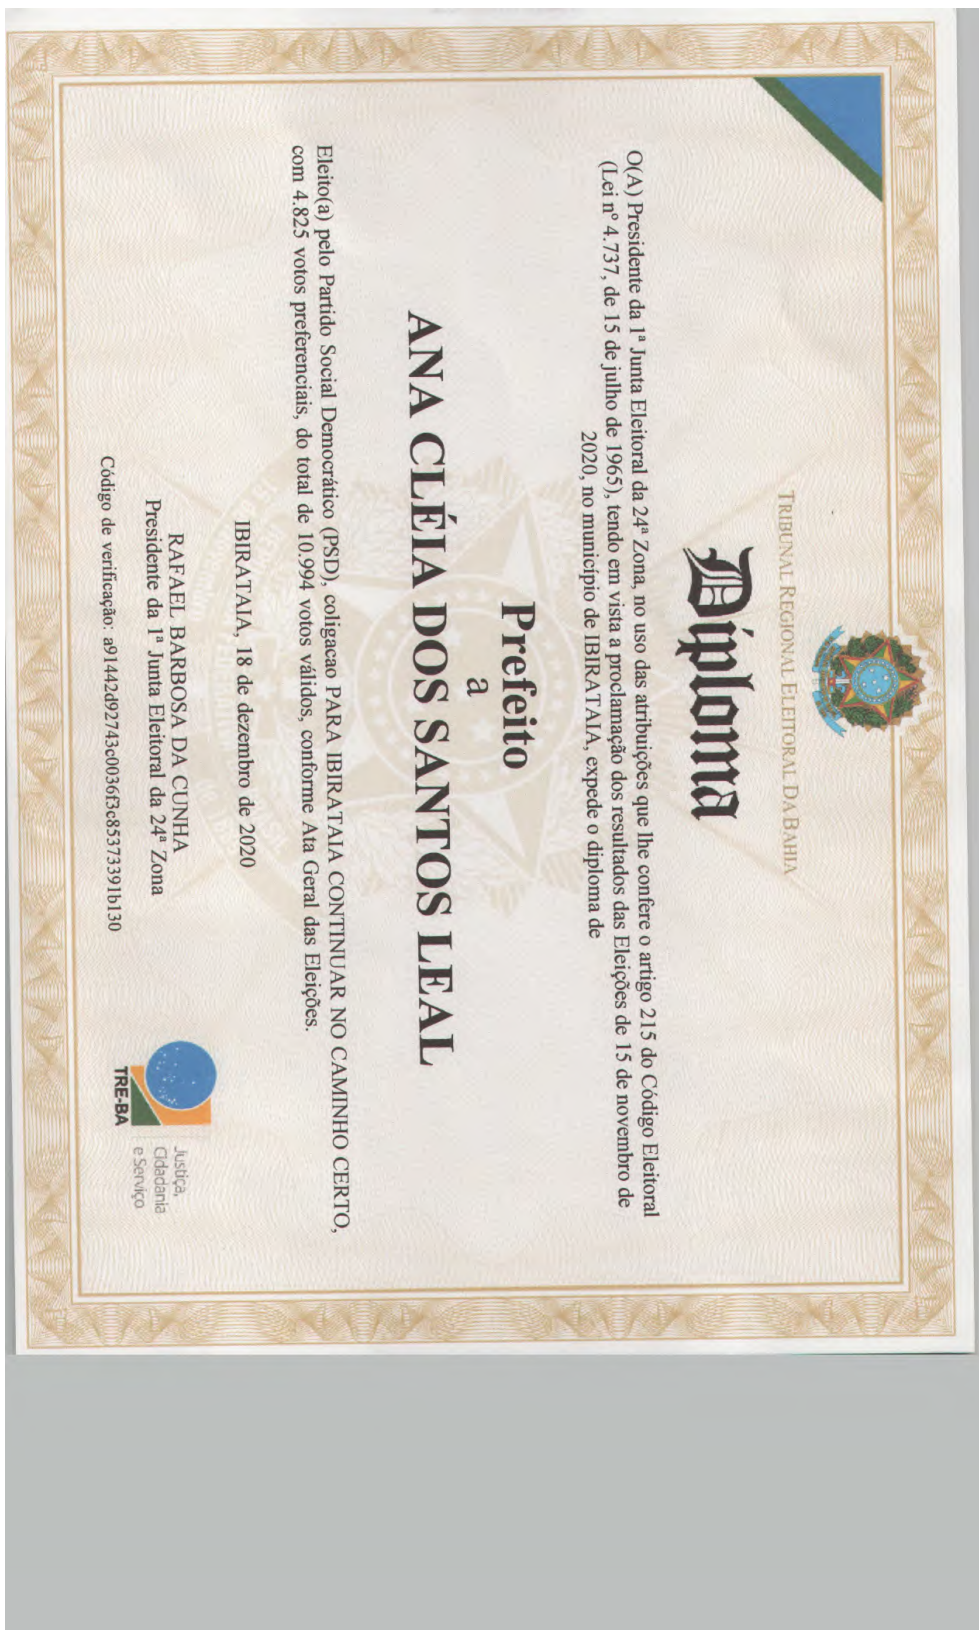 TRIBUNAL REGIONAL ELEITORAL DA BAHIA
Diploma
O(A) Presidente da 1ª Junta Eleitoral da 24ª Zona, no uso das atribuições que lhe confere o artigo 215 do Código Eleitoral
(Lei nº 4.737, de 15 de julho de 1965), tendo em vista a proclamação dos resultados das Eleições de 15 de novembro de
2020, no município de IBIRATAIA, expede o diploma de
Prefeito
a
ANA CLÉIA DOS SANTOS LEAL
Eleito(a) pelo Partido Social Democrático (PSD), coligacao PARA IBIRATAIA CONTINUAR NO CAMINHO CERTO,
com 4.825 votos preferenciais, do total de 10.994 votos válidos, conforme Ata Geral das Eleições.
IBIRATAIA, 18 de dezembro de 2020
RAFAEL BARBOSA DA CUNHA
Presidente da 1ª Junta Eleitoral da 24ª Zona
Código de verificação: a91442d92743c0036f3c85373391b130
TRE-BA
Justiça,
Cidadania
e Serviço